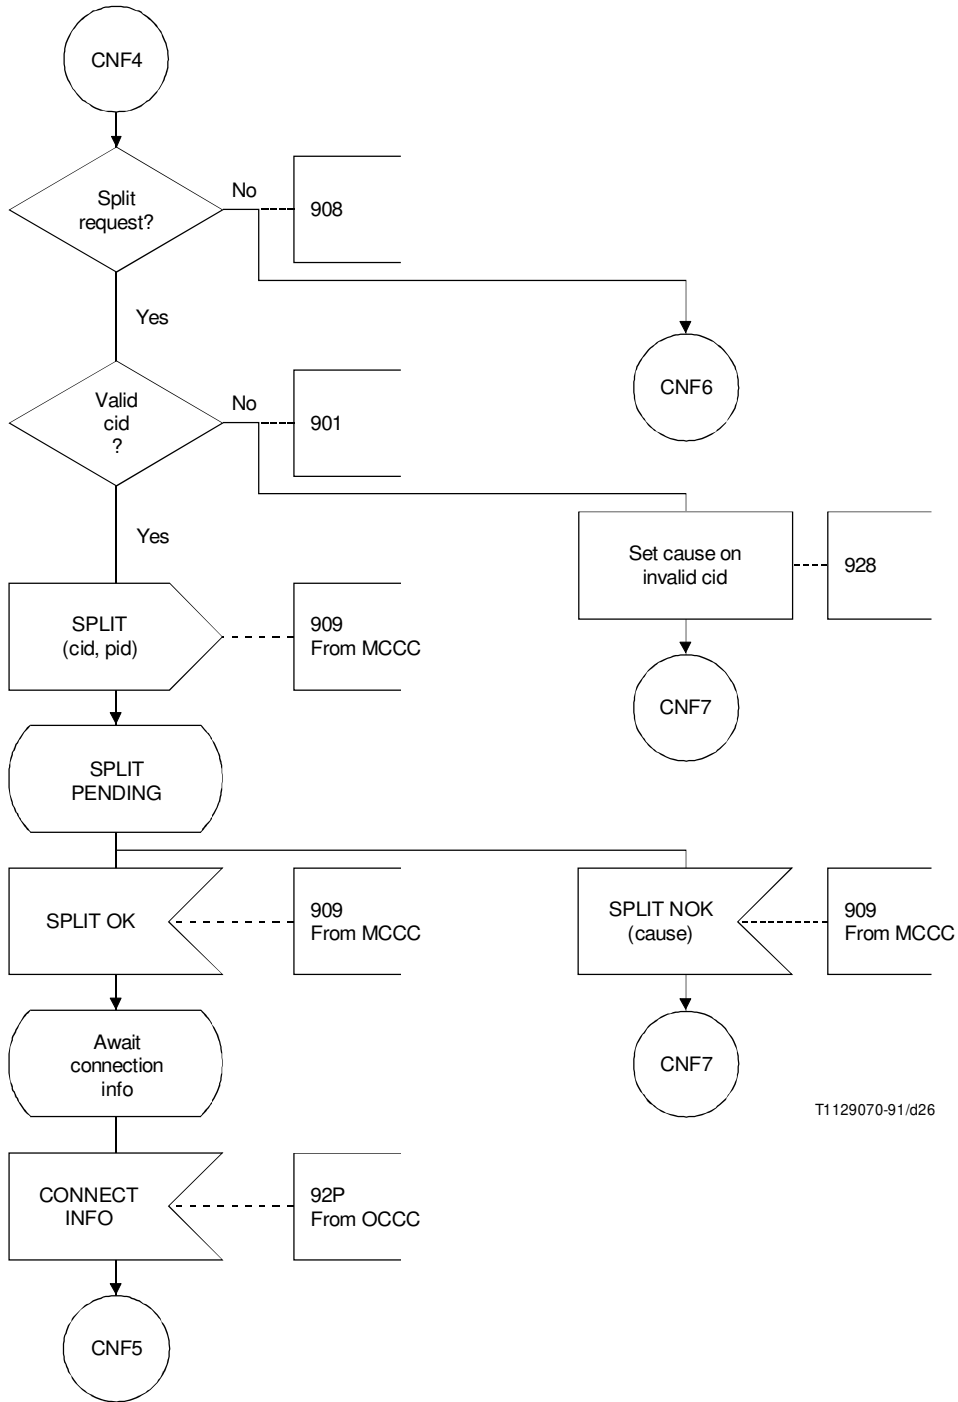 CNF4
Split
request?
No
908
Yes
CNF6
Valid
cid
?
No
901
Yes
Set cause on
invalid cid
928
SPLIT
(cid, pid)
909
From MCCC
CNF7
SPLIT
PENDING
SPLIT OK
909
From MCCC
SPLIT NOK
(cause)
909
From MCCC
Await
connection
info
CNF7
T1129070-91/d26
CONNECT
INFO
92P
From OCCC
CNF5